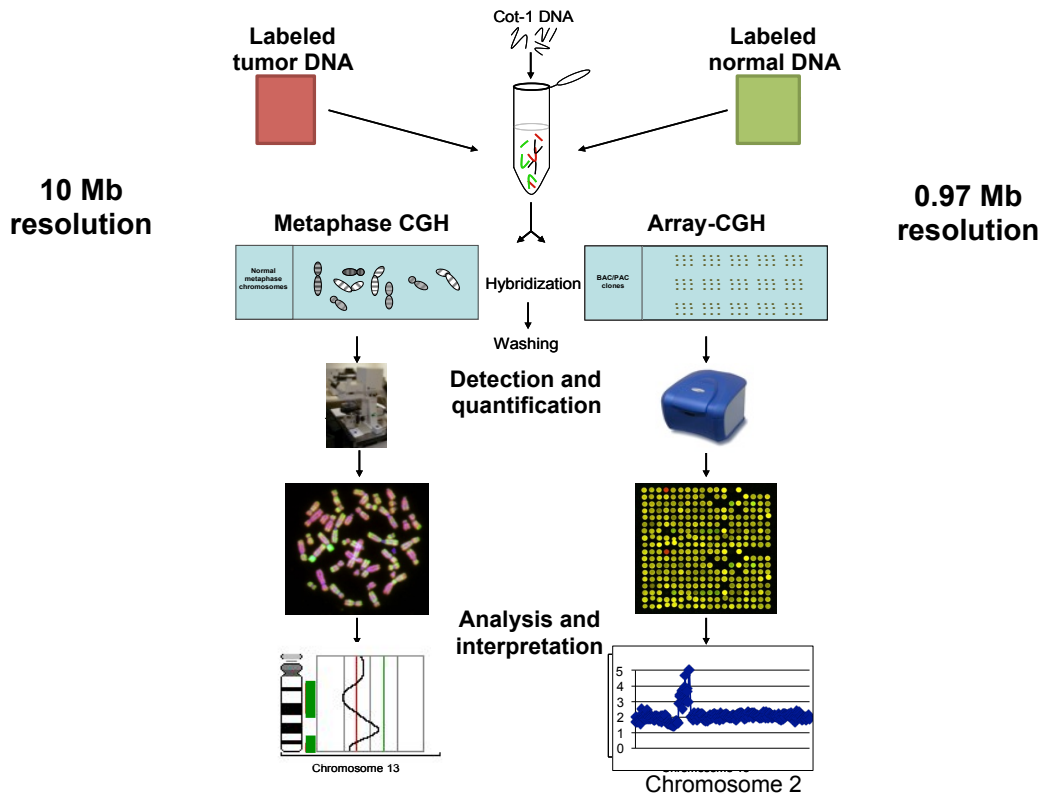 Cot-1 DNA
Labeled
tumor DNA
Labeled
normal DNA
10 Mb
resolution
0.97 Mb
resolution
Metaphase CGH
Array-CGH
Normal
metaphase
chromosomes
Hybridization
BAC/PAC
clones
Washing
Detection and
quantification
Analysis and
interpretation
5
4
3
2
1
0
Chromosome 13
Chromosome 2